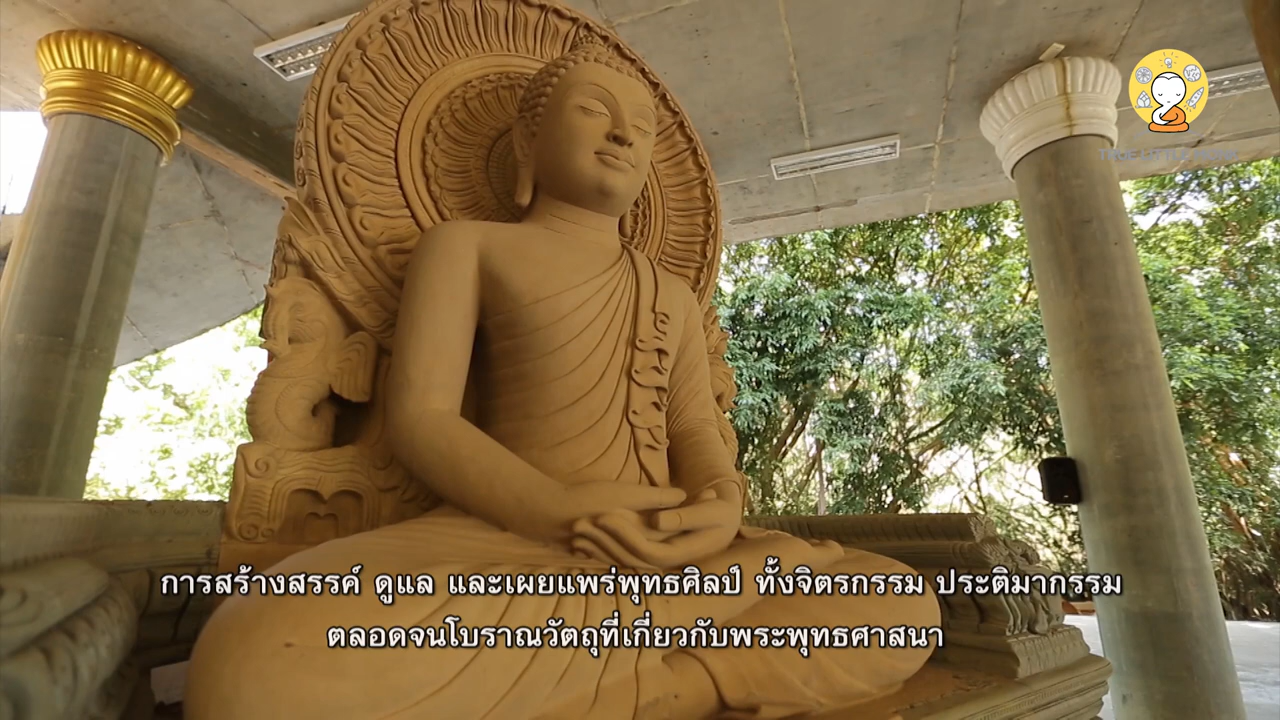 การสร้างสรรค์ ดูแล และเผยแพร่พุทธศิลป์ ทั้งจิตรกรรม ประติมากรรม
ตลอดจนโบราณวัตถุที่เกี่ยวกับพระพุทธศาสนา